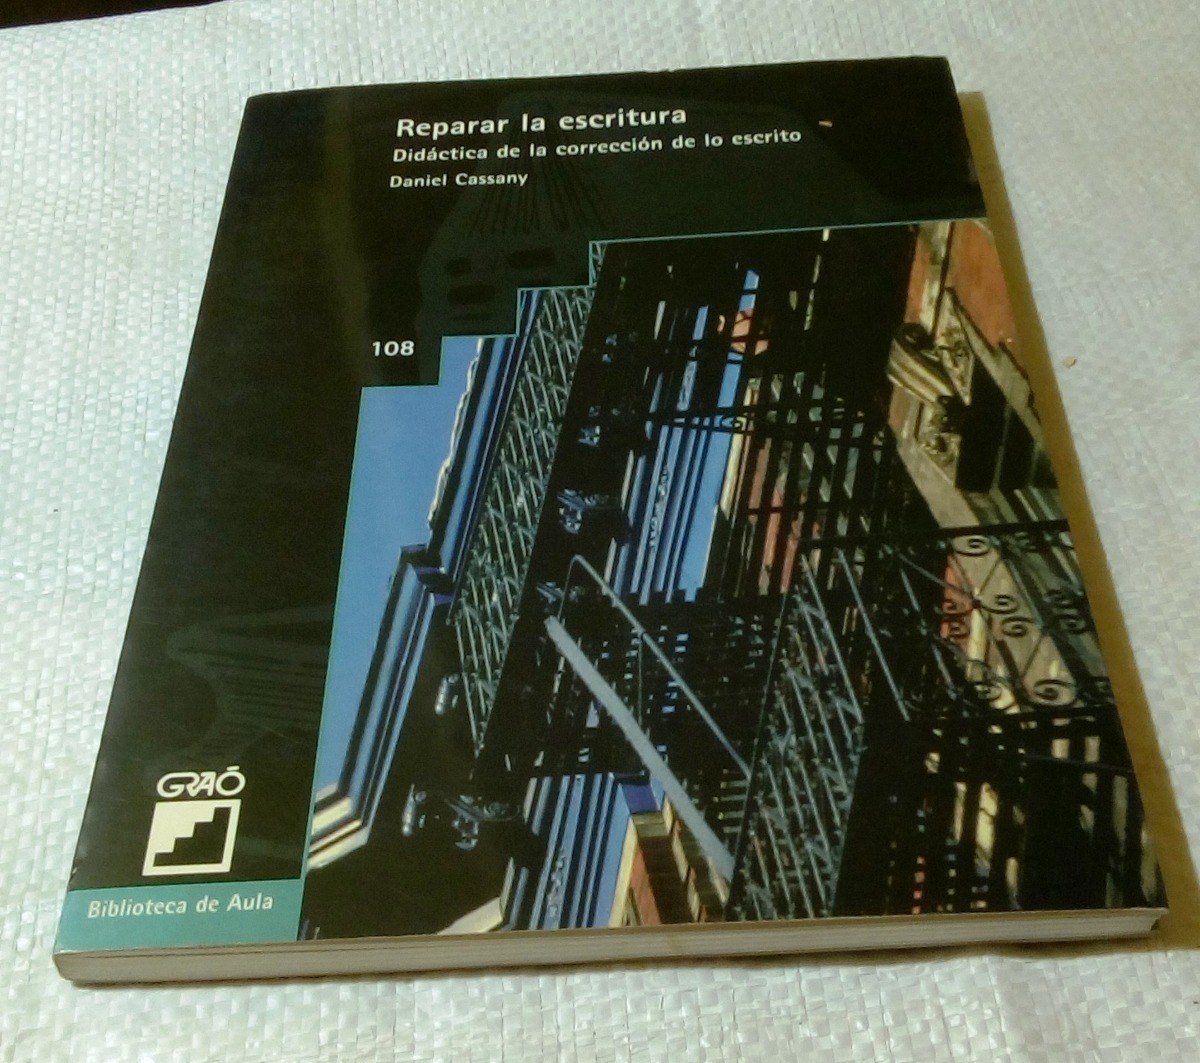 Reparar la escritura
Didáctica de la corrección de lo escrito
Daniel Cassany
108
GRAÓ
Biblioteca de Aula